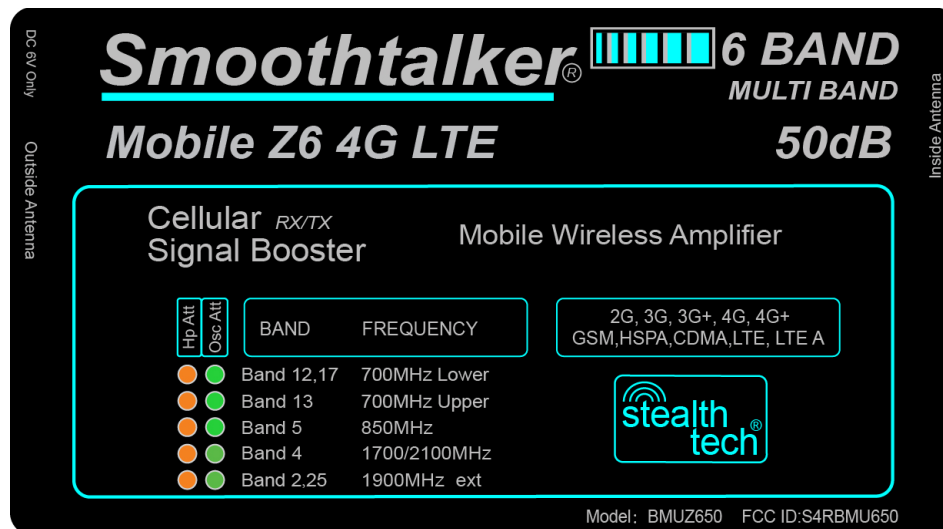 DC 6V Only
Outside Antenna
Smoothtalker®
6 BAND
MULTI BAND
Mobile Z6 4G LTE
50dB
Inside Antenna
Cellular RX/TX
Signal Booster
Mobile Wireless Amplifier
Hp Att
Osc Att
BAND FREQUENCY
2G, 3G, 3G+, 4G, 4G+
GSM,HSPA,CDMA,LTE, LTE A
Band 12,17 700MHz Lower
Band 13 700MHz Upper
Band 5 850MHz
Band 4 1700/2100MHz
Band 2,25 1900MHz ext
stealth
tech®
Model: BMUZ650 FCC ID:S4RBMU650